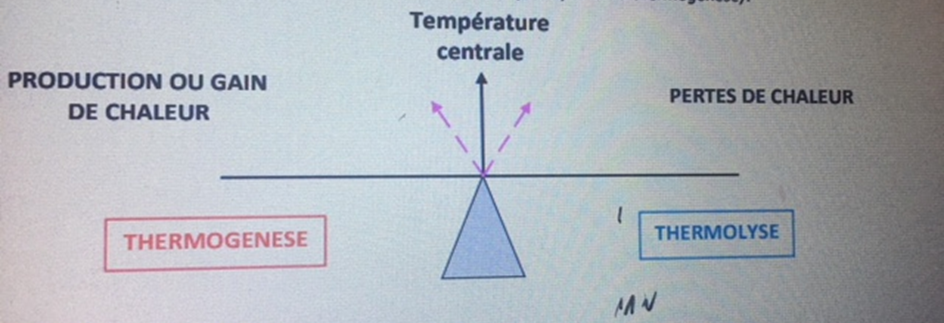 Température
centrale
PRODUCTION OU GAIN
DE CHALEUR
PERTES DE CHALEUR
THERMOGENESE
THERMOLYSE